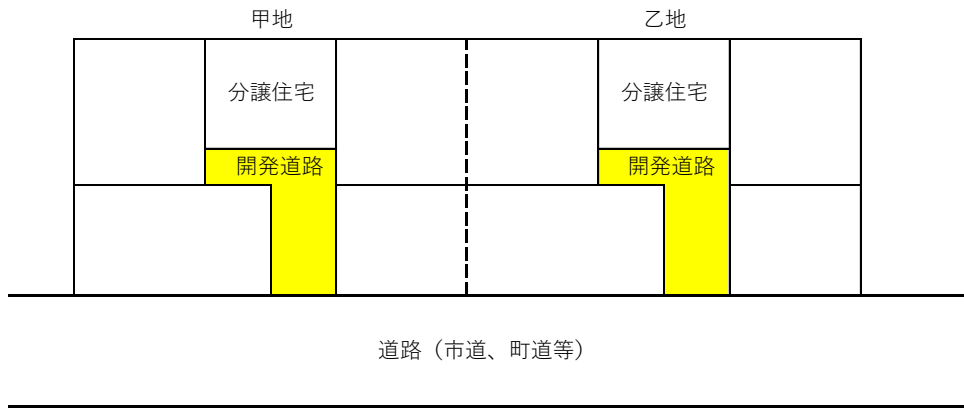 甲地
乙地
分譲住宅
分譲住宅
開発道路
開発道路
道路（市道、町道等）